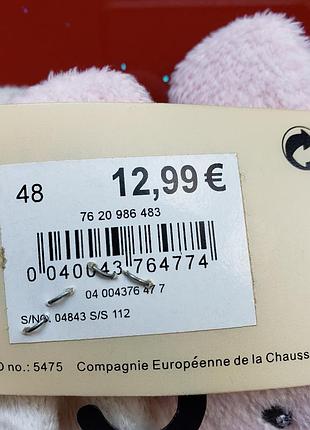 48 12,99€
76 20 986 483
0 040043 764774
04 004376 47 7
S/NO. 04843 S/S 112
O no.: 5475 Compagnie Européenne de la Chauss